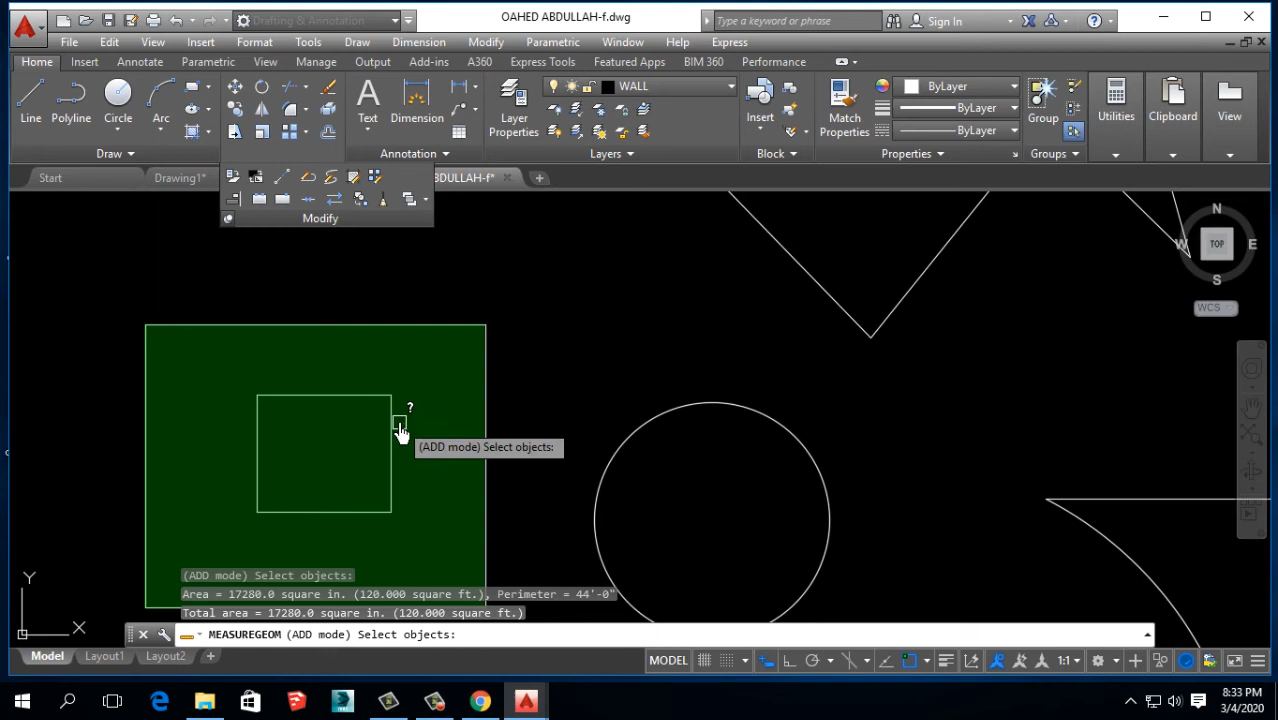 Drafting & Annotation
OAHED ABDULLAH-f.dwg
Type a keyword or phrase
Sign In
File Edit View Insert Format Tools Draw Dimension Modify Parametric Window Help Express
Home Insert Annotate Parametric View Manage Output Add-ins A360 Express Tools Featured Apps BIM 360 Performance
WALL
ByLayer
Line Polyline Circle Arc
Text Dimension
Layer Properties
Insert
Match Properties
ByLayer
ByLayer
Group
Utilities Clipboard View
Draw Annotation Layers Block Properties Groups
Start Drawing1* BDULLAH-f*
Modify
N
W TOP E
S
WCS
?
(ADD mode) Select objects:
(ADD mode) Select objects:
Area = 17280.0 square in. (120.000 square ft.), Perimeter = 44'-0"
Total area = 17280.0 square in. (120.000 square ft.)
Y
X
MEASUREGEOM (ADD mode) Select objects:
Model Layout1 Layout2
MODEL 1:1
8:33 PM
3/4/2020